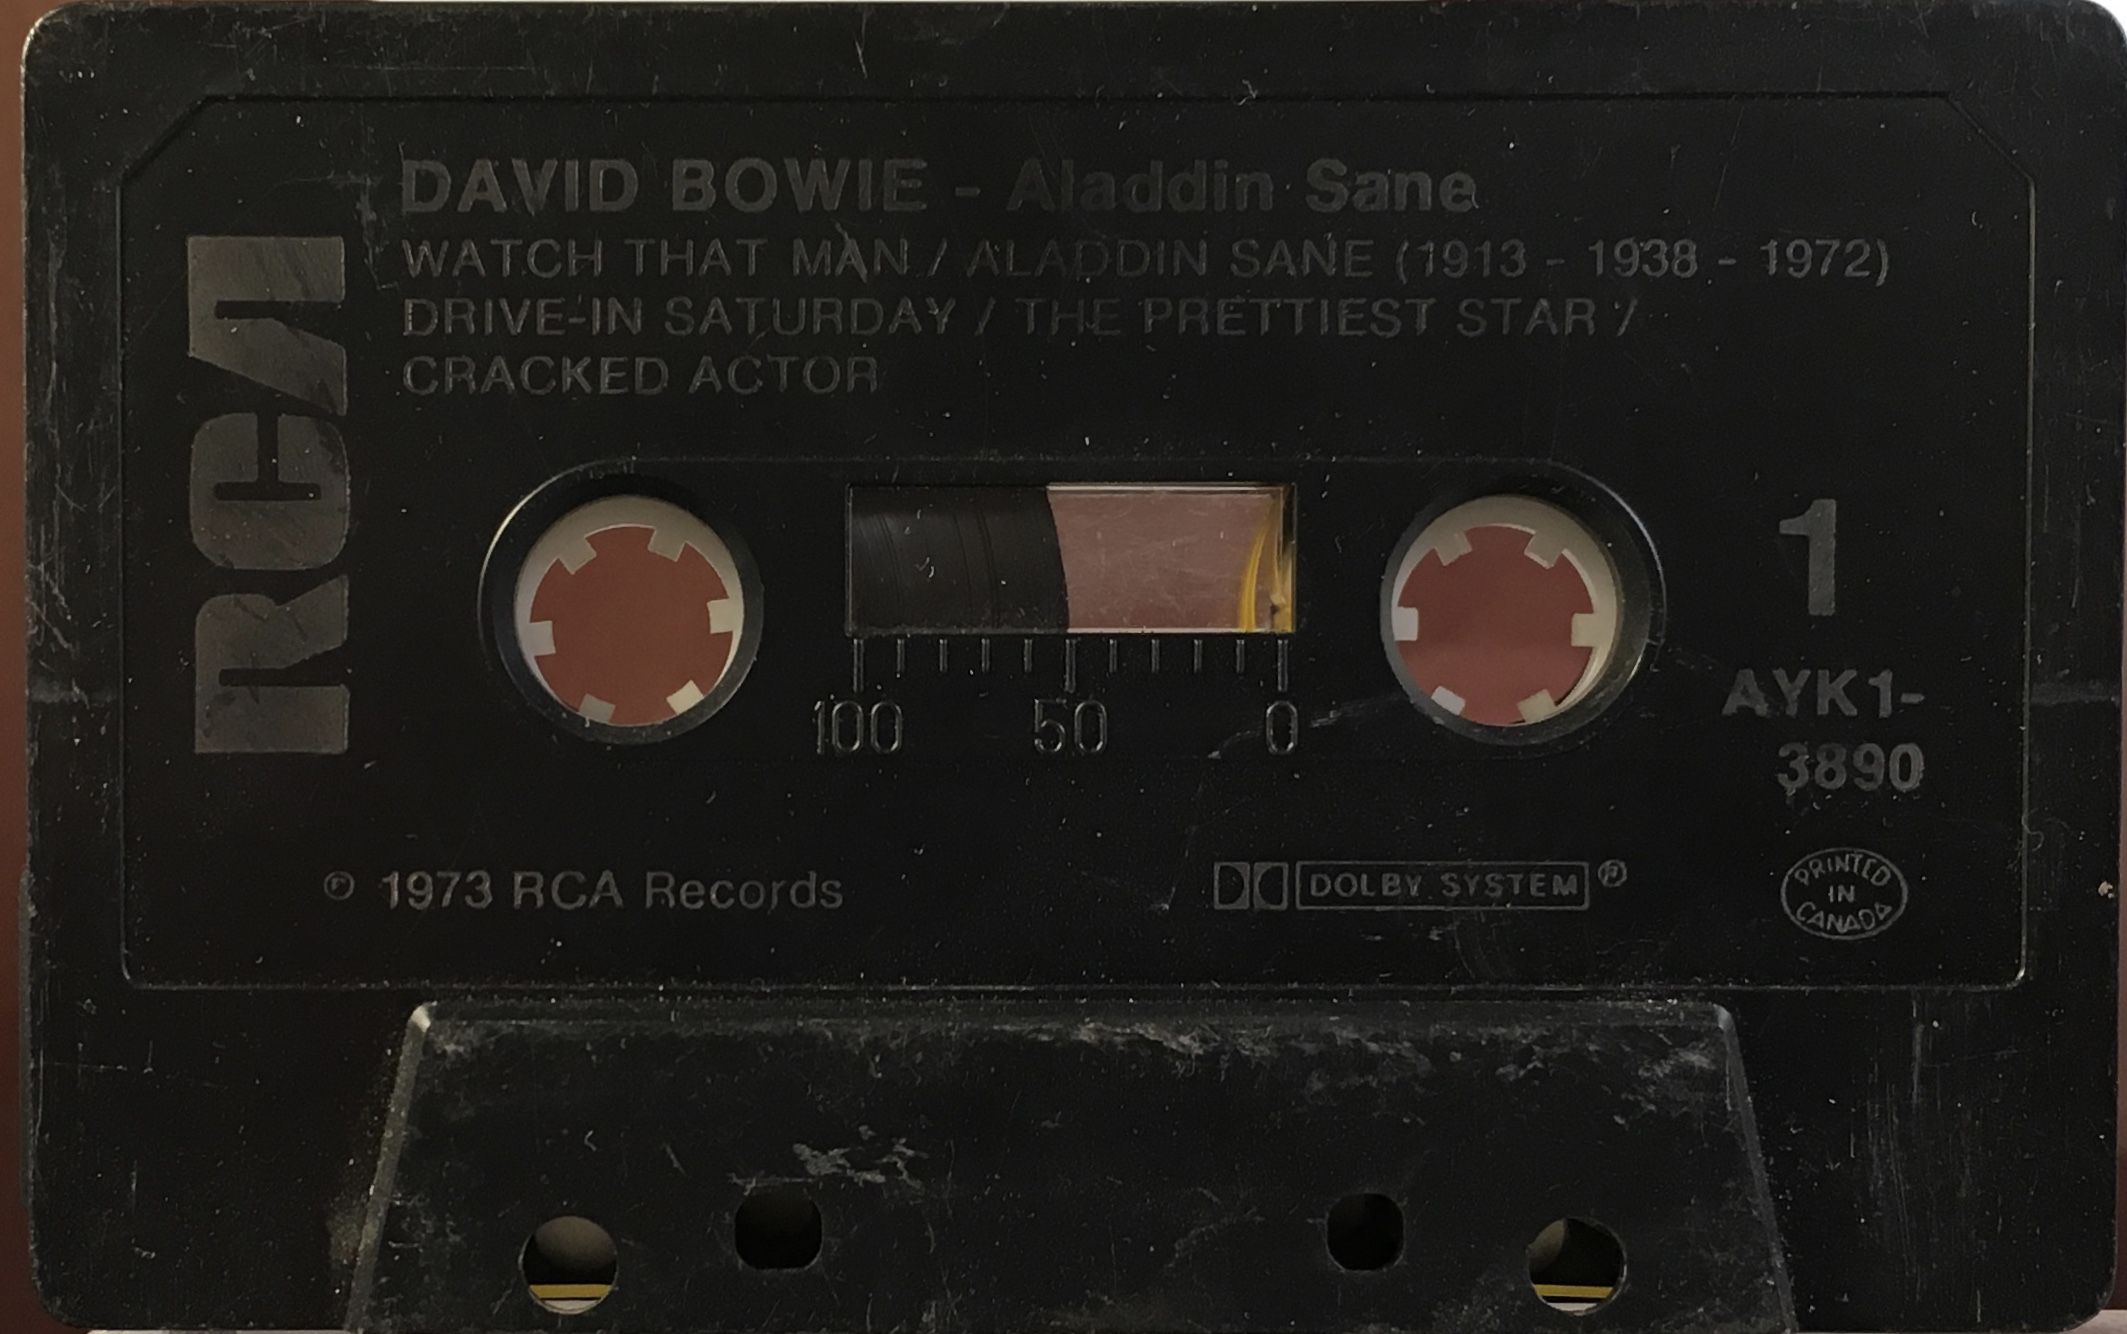 DAVID BOWIE - Aladdin Sane
WATCH THAT MAN / ALADDIN SANE (1913 - 1938 - 1972)
DRIVE-IN SATURDAY / THE PRETTIEST STAR /
CRACKED ACTOR
RCA
1
AYK1-
3890
100 50 0
℗ 1973 RCA Records
DOLBY SYSTEM ®
PRINTED
IN
CANADA